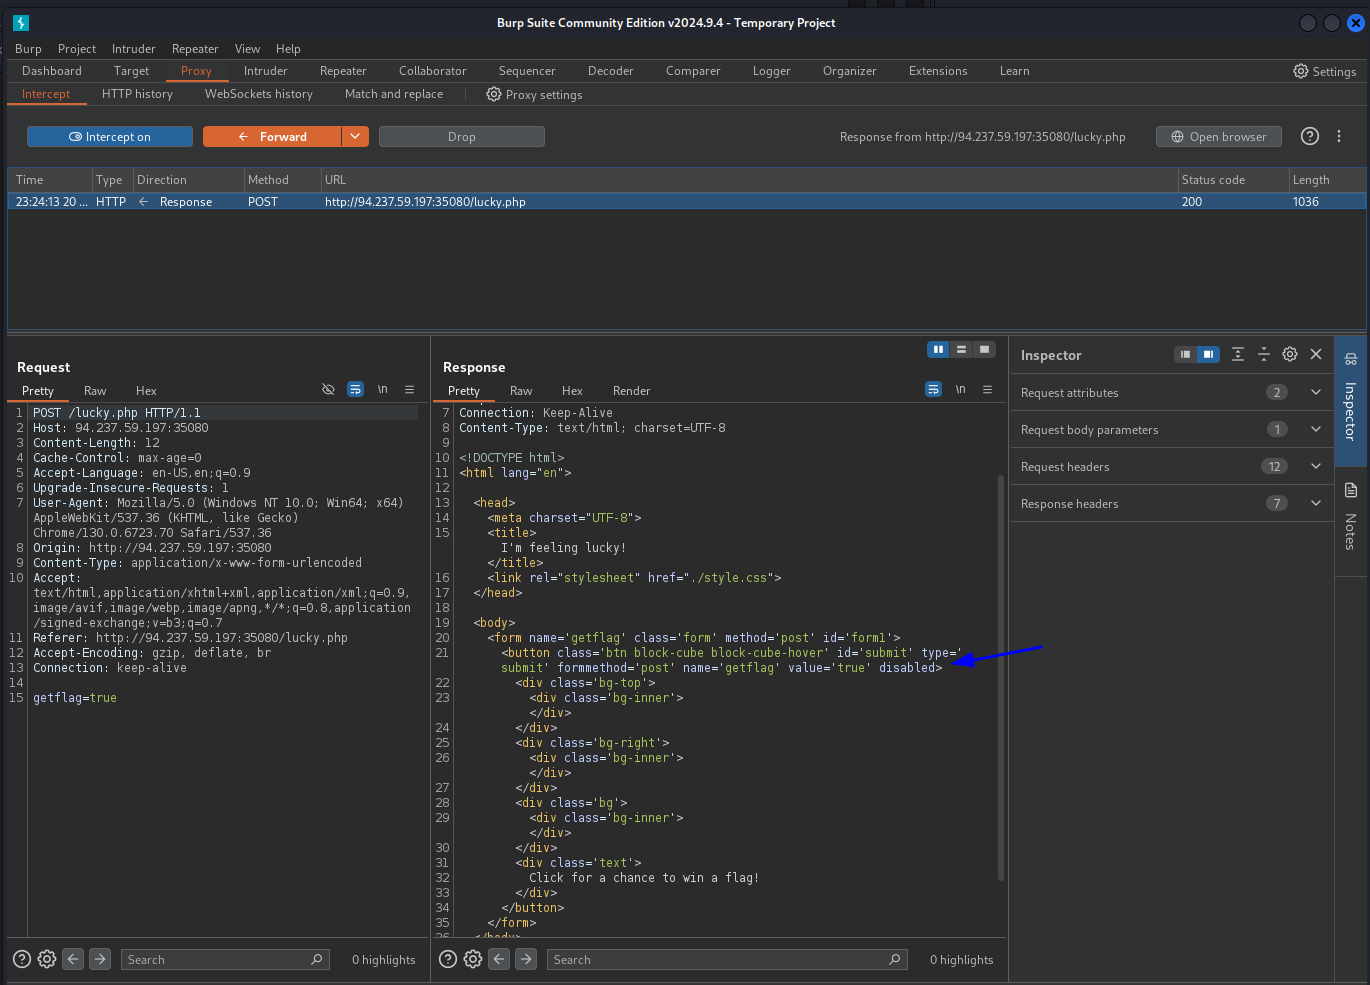 Burp Suite Community Edition v2024.9.4 - Temporary Project
Burp Project Intruder Repeater View Help
Dashboard Target Proxy Intruder Repeater Collaborator Sequencer Decoder Comparer Logger Organizer Extensions Learn Settings
Intercept HTTP history WebSockets history Match and replace Proxy settings
Intercept on Forward Drop Response from http://94.237.59.197:35080/lucky.php Open browser
Time Type Direction Method URL Status code Length
23:24:13 20 ... HTTP Response POST http://94.237.59.197:35080/lucky.php 200 1036
Request
Pretty Raw Hex \n
1 POST /lucky.php HTTP/1.1
2 Host: 94.237.59.197:35080
3 Content-Length: 12
4 Cache-Control: max-age=0
5 Accept-Language: en-US,en;q=0.9
6 Upgrade-Insecure-Requests: 1
7 User-Agent: Mozilla/5.0 (Windows NT 10.0; Win64; x64)
AppleWebKit/537.36 (KHTML, like Gecko)
Chrome/130.0.6723.70 Safari/537.36
8 Origin: http://94.237.59.197:35080
9 Content-Type: application/x-www-form-urlencoded
10 Accept:
text/html,application/xhtml+xml,application/xml;q=0.9,
image/avif,image/webp,image/apng,*/*;q=0.8,application
/signed-exchange;v=b3;q=0.7
11 Referer: http://94.237.59.197:35080/lucky.php
12 Accept-Encoding: gzip, deflate, br
13 Connection: keep-alive
14
15 getflag=true
Search 0 highlights
Response
Pretty Raw Hex Render \n
7 Connection: Keep-Alive
8 Content-Type: text/html; charset=UTF-8
9
10 <!DOCTYPE html>
11 <html lang="en">
12
13 <head>
14 <meta charset="UTF-8">
15 <title>
I'm feeling lucky!
</title>
16 <link rel="stylesheet" href="./style.css">
17 </head>
18
19 <body>
20 <form name='getflag' class='form' method='post' id='form1'>
21 <button class='btn block-cube block-cube-hover' id='submit' type='
submit' formmethod='post' name='getflag' value='true' disabled>
22 <div class='bg-top'>
23 <div class='bg-inner'>
</div>
24 </div>
25 <div class='bg-right'>
26 <div class='bg-inner'>
</div>
27 </div>
28 <div class='bg'>
29 <div class='bg-inner'>
</div>
30 </div>
31 <div class='text'>
32 Click for a chance to win a flag!
33 </div>
34 </button>
35 </form>
36 </body>
Search 0 highlights
Inspector
Request attributes 2
Request body parameters 1
Request headers 12
Response headers 7
Inspector
Notes